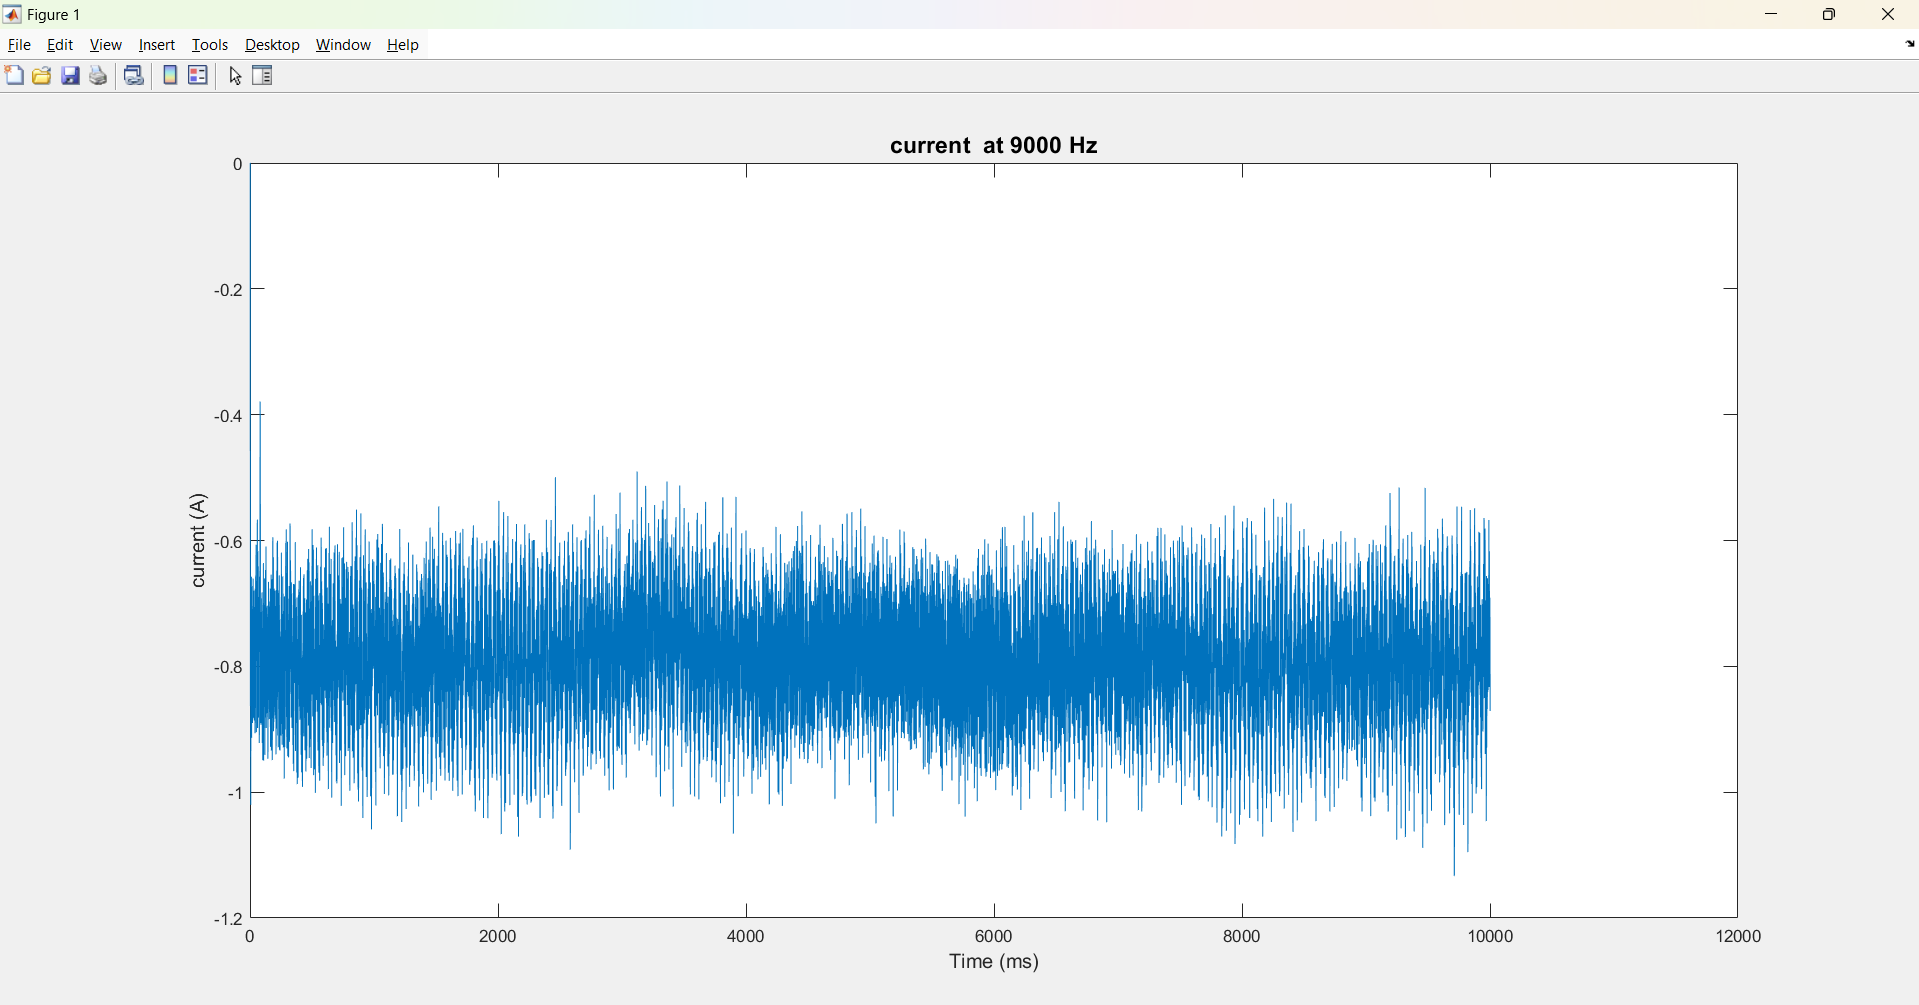 Figure 1
File Edit View Insert Tools Desktop Window Help
current  at 9000 Hz
0
-0.2
-0.4
-0.6
-0.8
-1
-1.2
current (A)
0 2000 4000 6000 8000 10000 12000
Time (ms)